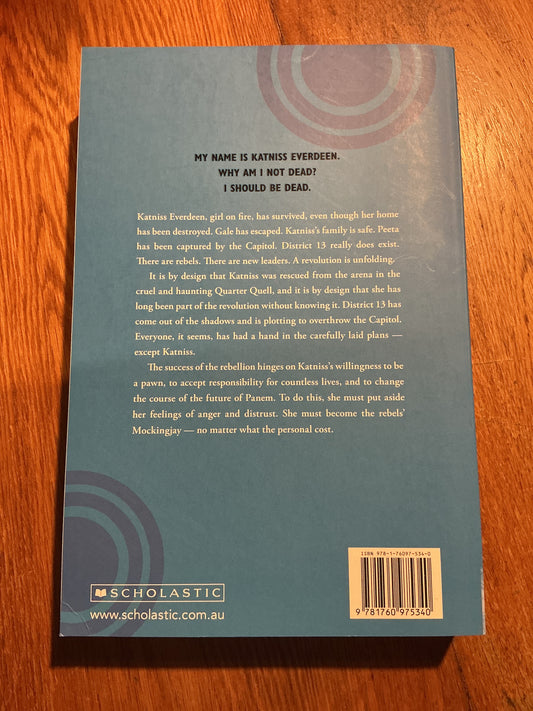 MY NAME IS KATNISS EVERDEEN.
WHY AM I NOT DEAD?
I SHOULD BE DEAD.
Katniss Everdeen, girl on fire, has survived, even though her home
has been destroyed. Gale has escaped. Katniss's family is safe. Peeta
has been captured by the Capitol. District 13 really does exist.
There are rebels. There are new leaders. A revolution is unfolding.
It is by design that Katniss was rescued from the arena in the
cruel and haunting Quarter Quell, and it is by design that she has
long been part of the revolution without knowing it. District 13 has
come out of the shadows and is plotting to overthrow the Capitol.
Everyone, it seems, has had a hand in the carefully laid plans —
except Katniss.
The success of the rebellion hinges on Katniss's willingness to be
a pawn, to accept responsibility for countless lives, and to change
the course of the future of Panem. To do this, she must put aside
her feelings of anger and distrust. She must become the rebels'
Mockingjay — no matter what the personal cost.
ISBN 978-1-76097-534-0
9 781760 975340
SCHOLASTIC
www.scholastic.com.au